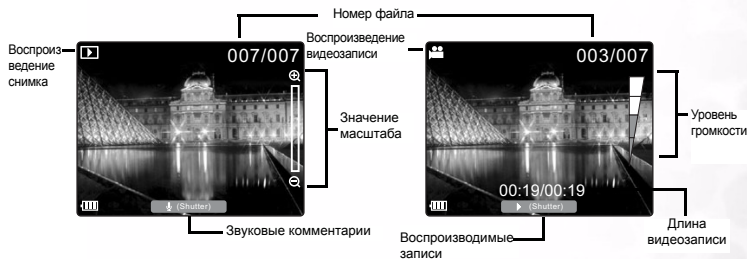 Номер файла
Воспроиз
ведение
снимка
007/007
Значение
масштаба
(Shutter)
Звуковые комментарии
Воспроизведение
видеозаписи
003/007
Уровень
громкости
00:19/00:19
(Shutter)
Длина
видеозаписи
Воспроизводимые
записи